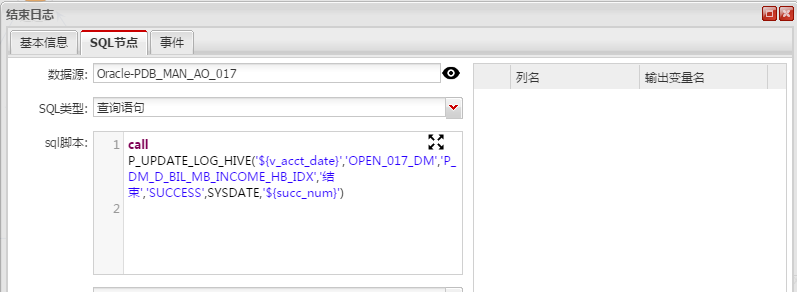 结束日志
基本信息 SQL节点 事件
数据源: Oracle-PDB_MAN_AO_017
列名 输出变量名
SQL类型: 查询语句
sql脚本: 1 call
P_UPDATE_LOG_HIVE('${v_acct_date}','OPEN_017_DM','P_
DM_D_BIL_MB_INCOME_HB_IDX','结
束','SUCCESS',SYSDATE,'${succ_num}')
2